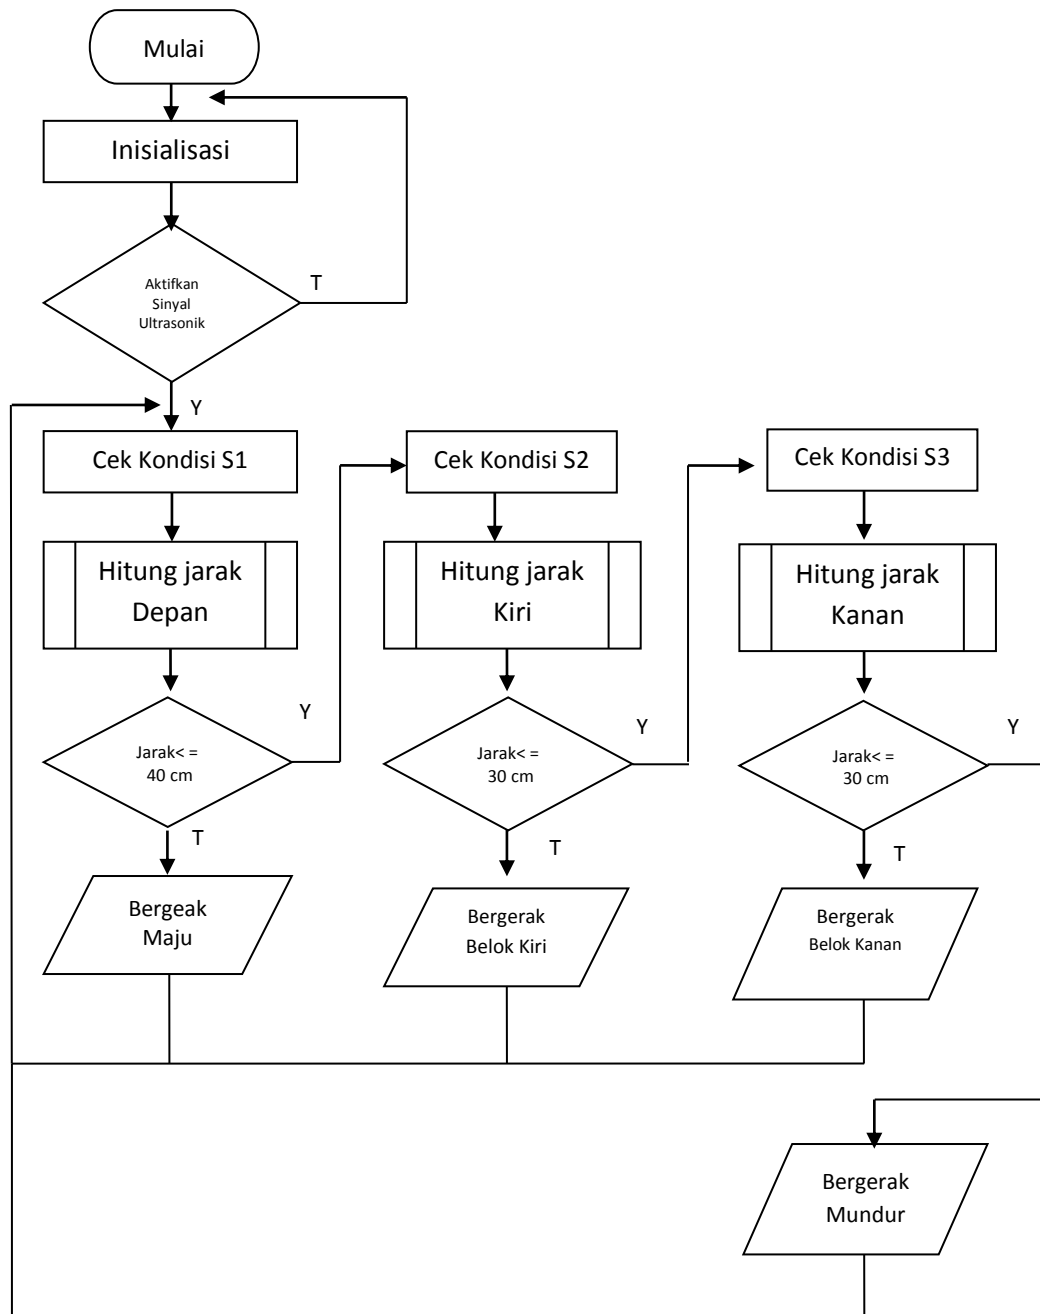 Mulai
Inisialisasi
Aktifkan
Sinyal
Ultrasonik
T
Y
Cek Kondisi S1
Cek Kondisi S2
Cek Kondisi S3
Hitung jarak
Depan
Hitung jarak
Kiri
Hitung jarak
Kanan
Jarak< =
40 cm
Y
Jarak< =
30 cm
Y
Jarak< =
30 cm
Y
T
T
T
Bergeak
Maju
Bergerak
Belok Kiri
Bergerak
Belok Kanan
Bergerak
Mundur